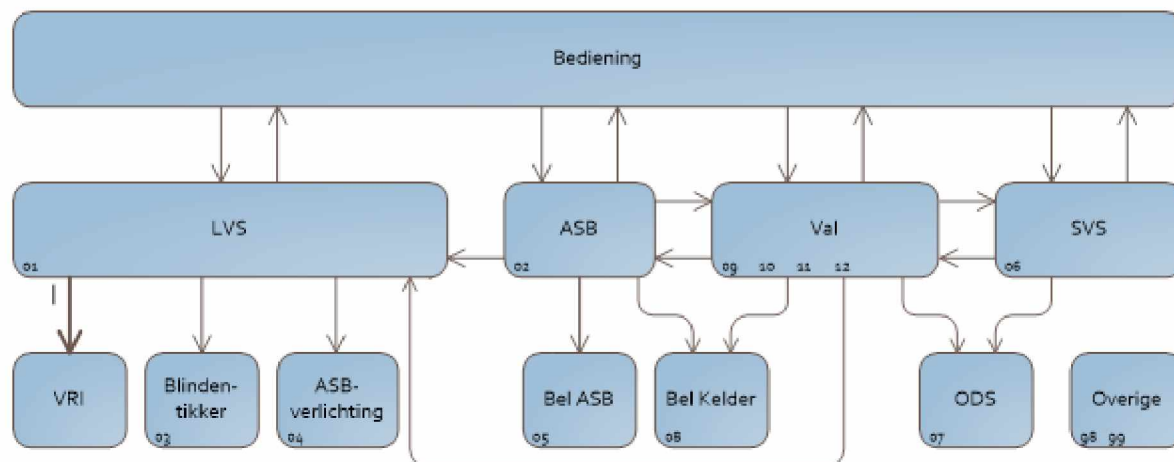 Bediening
LVS
ASB
Val
SVS
01
02
09 10 11 12
06
VRI
Blinden-
tikker
03
ASB-
verlichting
04
Bel ASB
05
Bel Kelder
08
ODS
07
Overige
98 99